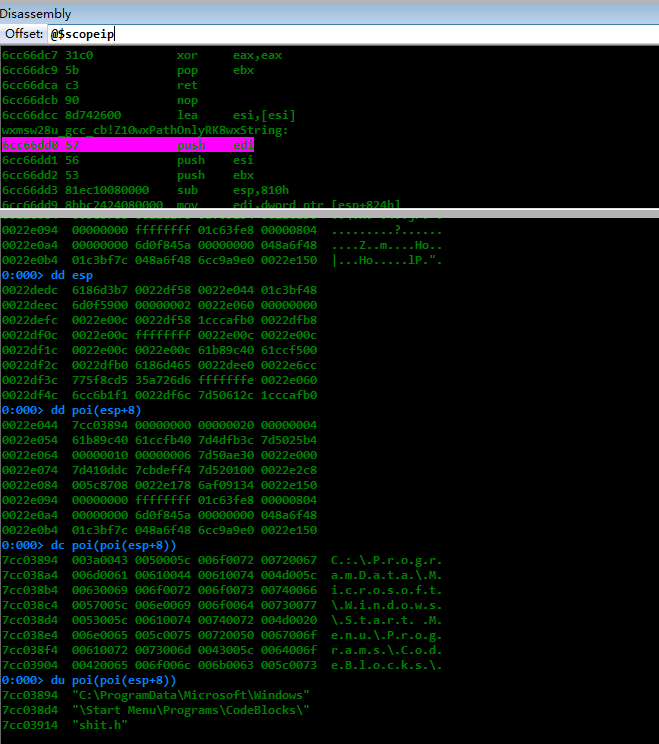 Disassembly
Offset: @$scopeip
6cc66dc7 31c0 xor eax,eax
6cc66dc9 5b pop ebx
6cc66dca c3 ret
6cc66dcb 90 nop
6cc66dcc 8d742600 lea esi,[esi]
wxmsw28u_gcc_cb!Z10wxPathOnlyRK8wxString:
6cc66dd0 57 push edi
6cc66dd1 56 push esi
6cc66dd2 53 push ebx
6cc66dd3 81ec10080000 sub esp,810h
6cc66dd9 8bbc2424080000 mov edi,dword ptr [esp+824h]
0022e094 00000000 ffffffff 01c63fe8 00000804 .........?......
0022e0a4 00000000 6d0f845a 00000000 048a6f48 ....Z..m....Ho..
0022e0b4 01c3bf7c 048a6f48 6cc9a9e0 0022e150 |...Ho.....lP.".
0:000> dd esp
0022dedc 6186d3b7 0022df58 0022e044 01c3bf48
0022deec 6d0f5900 00000002 0022e060 00000000
0022defc 0022e00c 0022df58 1cccafb0 0022dfb8
0022df0c 0022e00c ffffffff 0022e00c 0022e00c
0022df1c 0022e00c 0022e00c 61b89c40 61ccf500
0022df2c 0022dfb0 6186d465 0022dee0 0022e6cc
0022df3c 775f8cd5 35a726d6 fffffffe 0022e060
0022df4c 6cc6b1f1 0022df6c 7d50612c 1cccafb0
0:000> dd poi(esp+8)
0022e044 7cc03894 00000000 00000020 00000004
0022e054 61b89c40 61ccfb40 7d4dfb3c 7d5025b4
0022e064 00000010 00000006 7d50ae30 0022e000
0022e074 7d410ddc 7cbdeff4 7d520100 0022e2c8
0022e084 005c8708 0022e178 6af09134 0022e150
0022e094 00000000 ffffffff 01c63fe8 00000804
0022e0a4 00000000 6d0f845a 00000000 048a6f48
0022e0b4 01c3bf7c 048a6f48 6cc9a9e0 0022e150
0:000> dc poi(poi(esp+8))
7cc03894 003a0043 0050005c 006f0072 00720067 C.:.\.P.r.o.g.r.
7cc038a4 006d0061 00610044 00610074 004d005c a.m.D.a.t.a.\.M.
7cc038b4 00630069 006f0072 006f0073 00740066 i.c.r.o.s.o.f.t.
7cc038c4 0057005c 006e0069 006f0064 00730077 \.W.i.n.d.o.w.s.
7cc038d4 0053005c 00610074 00740072 004d0020 \.S.t.a.r.t. .M.
7cc038e4 006e0065 005c0075 00720050 0067006f e.n.u.\.P.r.o.g.
7cc038f4 00610072 0073006d 0043005c 0064006f r.a.m.s.\.C.o.d.
7cc03904 00420065 006f006c 006b0063 005c0073 e.B.l.o.c.k.s.\.
0:000> du poi(poi(esp+8))
7cc03894 "C:\ProgramData\Microsoft\Windows"
7cc038d4 "\Start Menu\Programs\CodeBlocks\"
7cc03914 "shit.h"